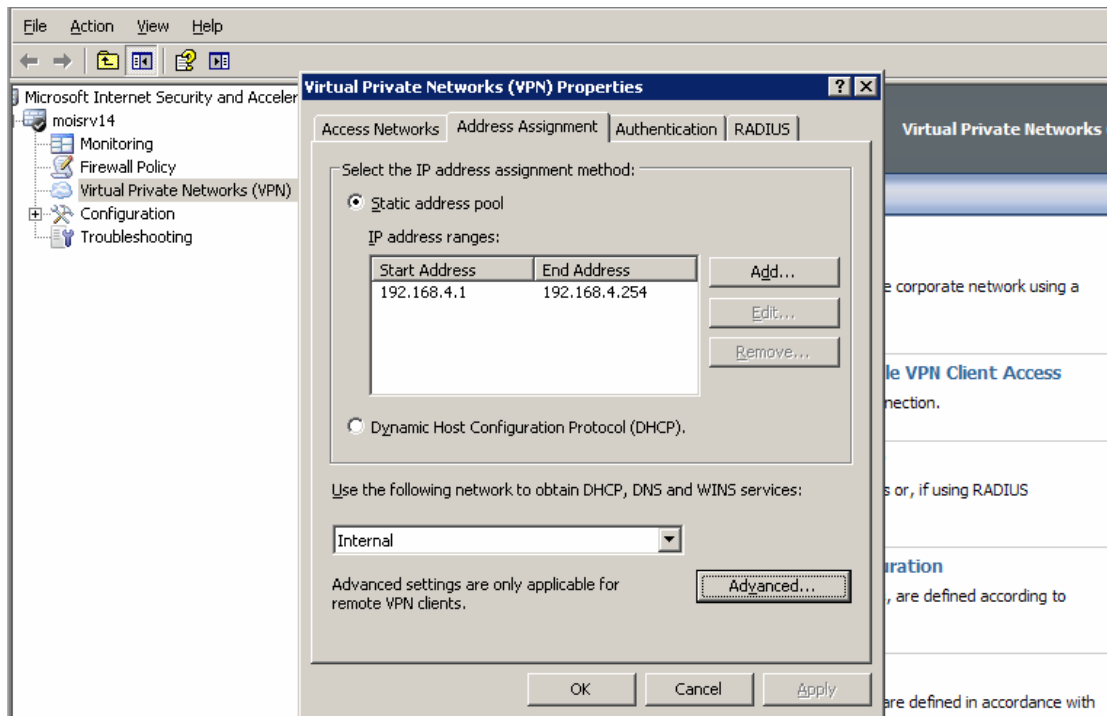 File Action View Help
Microsoft Internet Security and Acceler
moisrv14
Monitoring
Firewall Policy
Virtual Private Networks (VPN)
Configuration
Troubleshooting
Virtual Private Networks (VPN) Properties
Access Networks Address Assignment Authentication RADIUS
Select the IP address assignment method:
Static address pool
IP address ranges:
Start Address End Address
192.168.4.1 192.168.4.254
Add...
Edit...
Remove...
Dynamic Host Configuration Protocol (DHCP).
Use the following network to obtain DHCP, DNS and WINS services:
Internal
Advanced settings are only applicable for
remote VPN clients.
Advanced...
OK Cancel Apply
Virtual Private Networks
e corporate network using a
le VPN Client Access
nection.
s or, if using RADIUS
uration
, are defined according to
are defined in accordance with